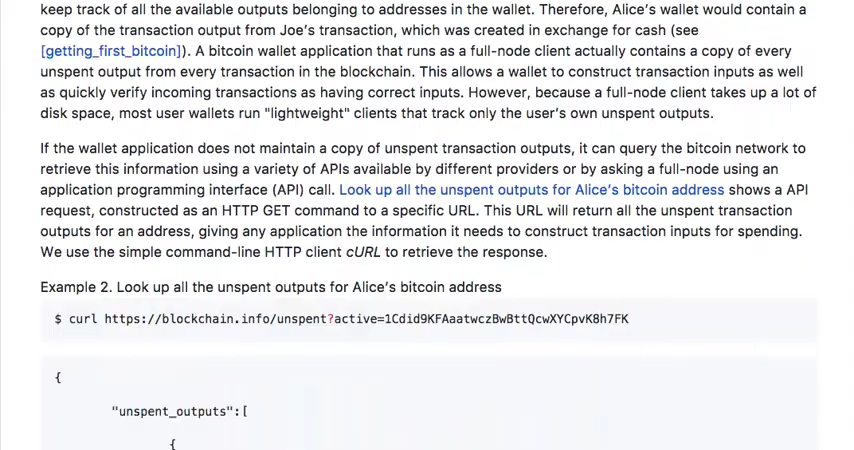 keep track of all the available outputs belonging to addresses in the wallet. Therefore, Alice’s wallet would contain a
copy of the transaction output from Joe’s transaction, which was created in exchange for cash (see
[getting_first_bitcoin]). A bitcoin wallet application that runs as a full-node client actually contains a copy of every
unspent output from every transaction in the blockchain. This allows a wallet to construct transaction inputs as well
as quickly verify incoming transactions as having correct inputs. However, because a full-node client takes up a lot of
disk space, most user wallets run "lightweight" clients that track only the user’s own unspent outputs.
If the wallet application does not maintain a copy of unspent transaction outputs, it can query the bitcoin network to
retrieve this information using a variety of APIs available by different providers or by asking a full-node using an
application programming interface (API) call. Look up all the unspent outputs for Alice’s bitcoin address shows a API
request, constructed as an HTTP GET command to a specific URL. This URL will return all the unspent transaction
outputs for an address, giving any application the information it needs to construct transaction inputs for spending.
We use the simple command-line HTTP client cURL to retrieve the response.
Example 2. Look up all the unspent outputs for Alice’s bitcoin address
$ curl https://blockchain.info/unspent?active=1Cdid9KFAaatwczBwBttQcwXYCpvK8h7FK
{
"unspent_outputs":[
{